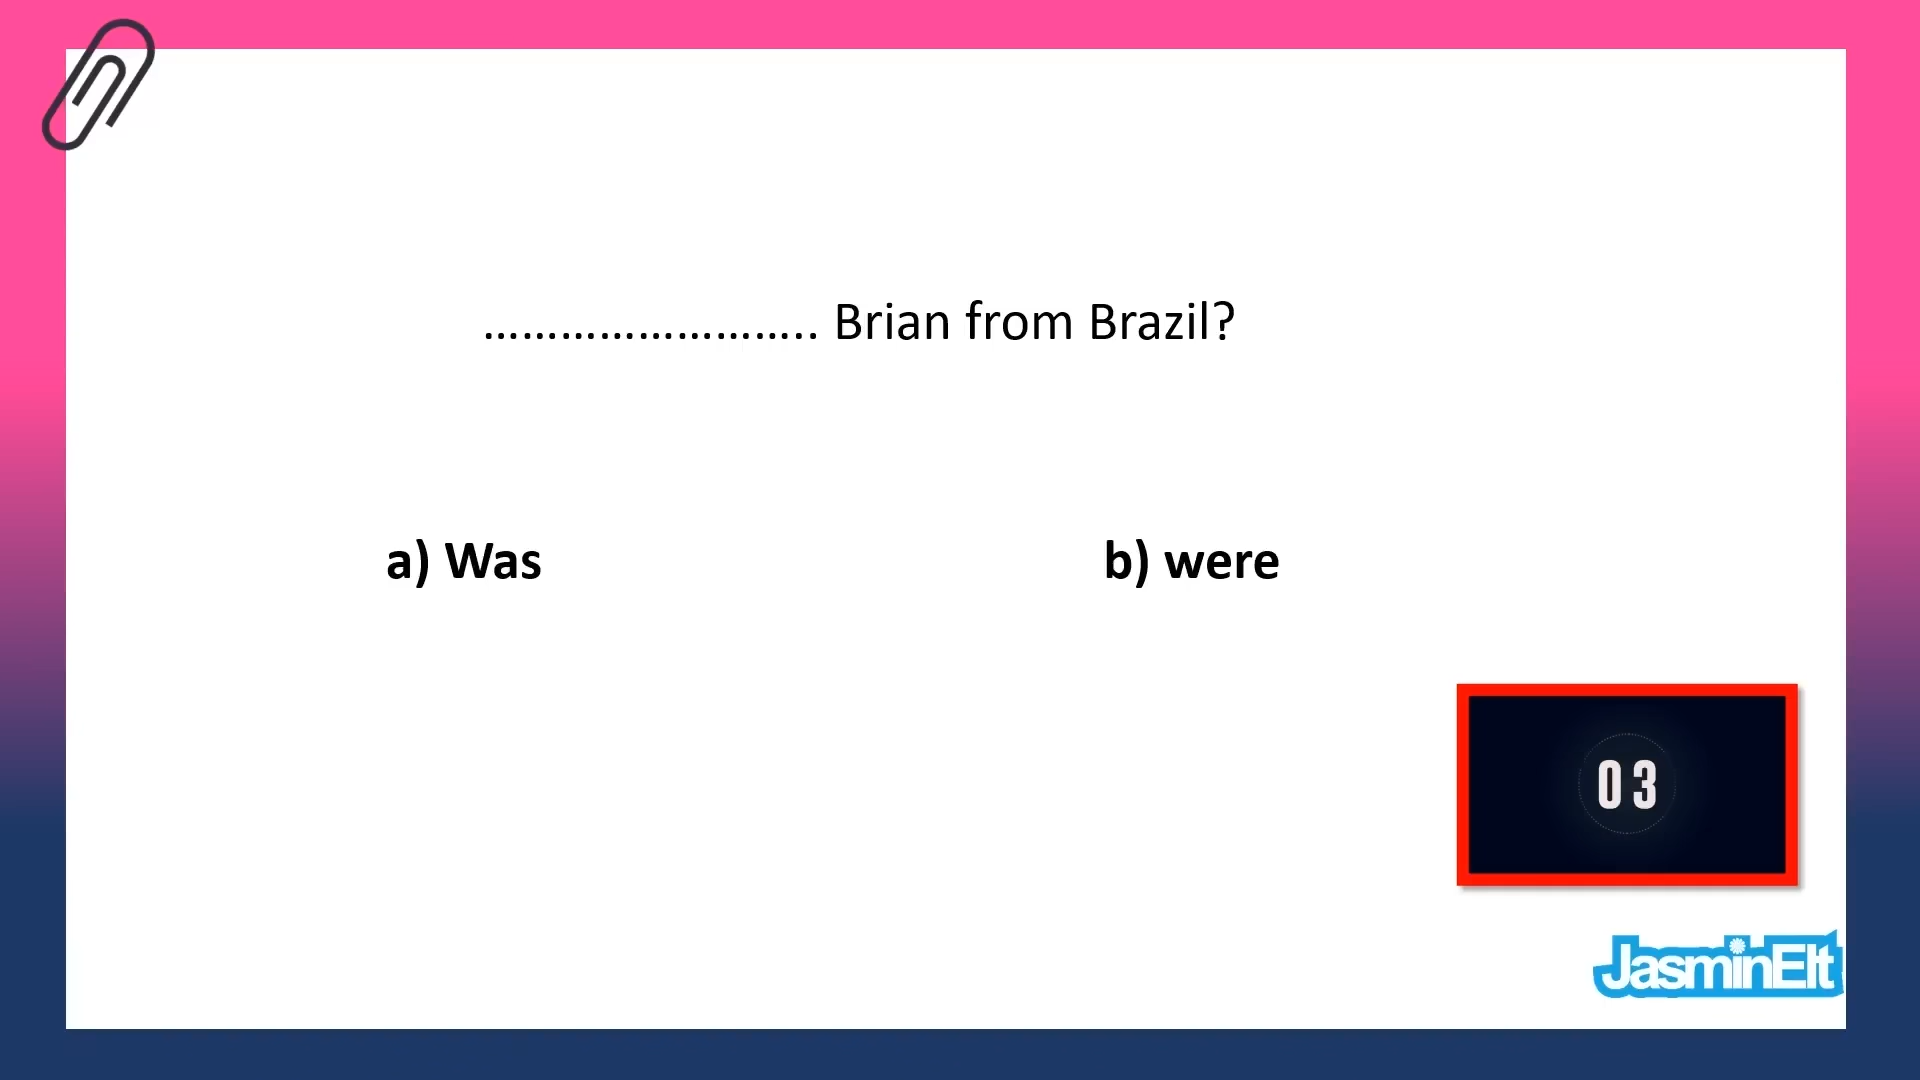 …………………….. Brian from Brazil?
a) Was
b) were
03
JasminElt